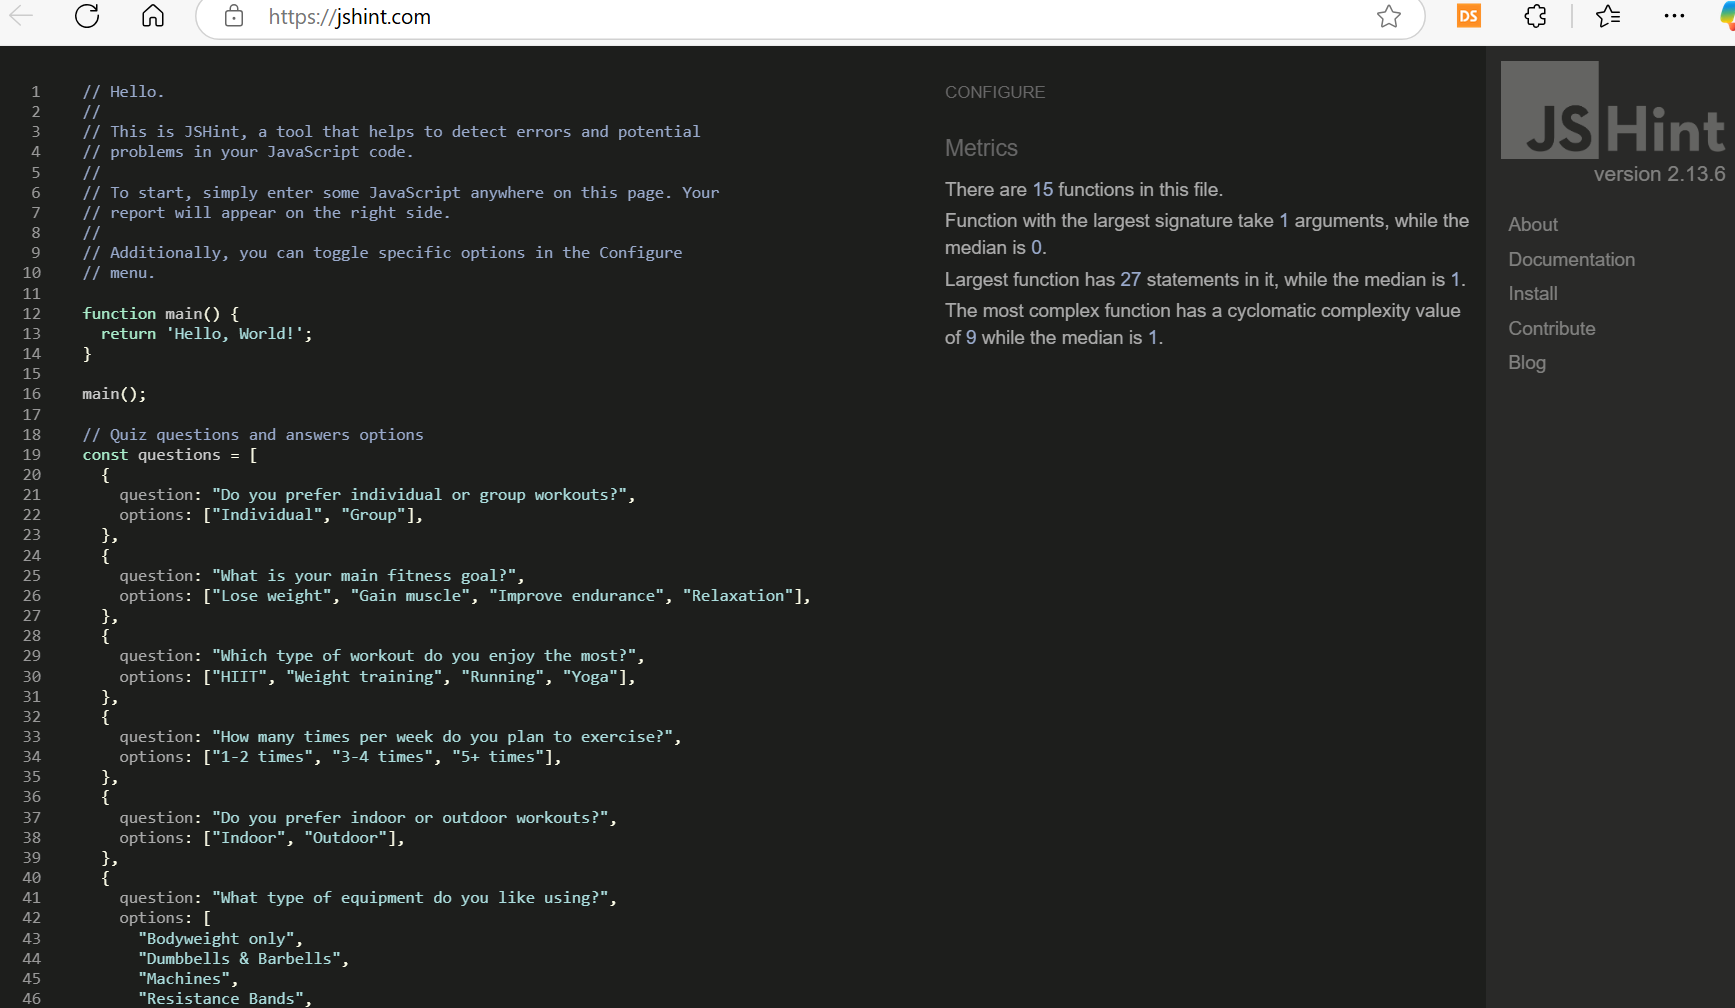 https://jshint.com
DS
1 // Hello.
2 //
3 // This is JSHint, a tool that helps to detect errors and potential
4 // problems in your JavaScript code.
5 //
6 // To start, simply enter some JavaScript anywhere on this page. Your
7 // report will appear on the right side.
8 //
9 // Additionally, you can toggle specific options in the Configure
10 // menu.
11
12 function main() {
13   return 'Hello, World!';
14 }
15
16 main();
17
18 // Quiz questions and answers options
19 const questions = [
20   {
21     question: "Do you prefer individual or group workouts?",
22     options: ["Individual", "Group"],
23   },
24   {
25     question: "What is your main fitness goal?",
26     options: ["Lose weight", "Gain muscle", "Improve endurance", "Relaxation"],
27   },
28   {
29     question: "Which type of workout do you enjoy the most?",
30     options: ["HIIT", "Weight training", "Running", "Yoga"],
31   },
32   {
33     question: "How many times per week do you plan to exercise?",
34     options: ["1-2 times", "3-4 times", "5+ times"],
35   },
36   {
37     question: "Do you prefer indoor or outdoor workouts?",
38     options: ["Indoor", "Outdoor"],
39   },
40   {
41     question: "What type of equipment do you like using?",
42     options: [
43       "Bodyweight only",
44       "Dumbbells & Barbells",
45       "Machines",
46       "Resistance Bands",
CONFIGURE
Metrics
There are 15 functions in this file.
Function with the largest signature take 1 arguments, while the
median is 0.
Largest function has 27 statements in it, while the median is 1.
The most complex function has a cyclomatic complexity value
of 9 while the median is 1.
JSHint
version 2.13.6
About
Documentation
Install
Contribute
Blog